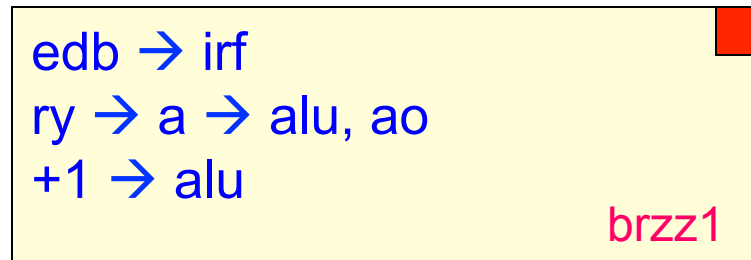 edb → irf
ry → a → alu, ao
+1 → alu
brzz1